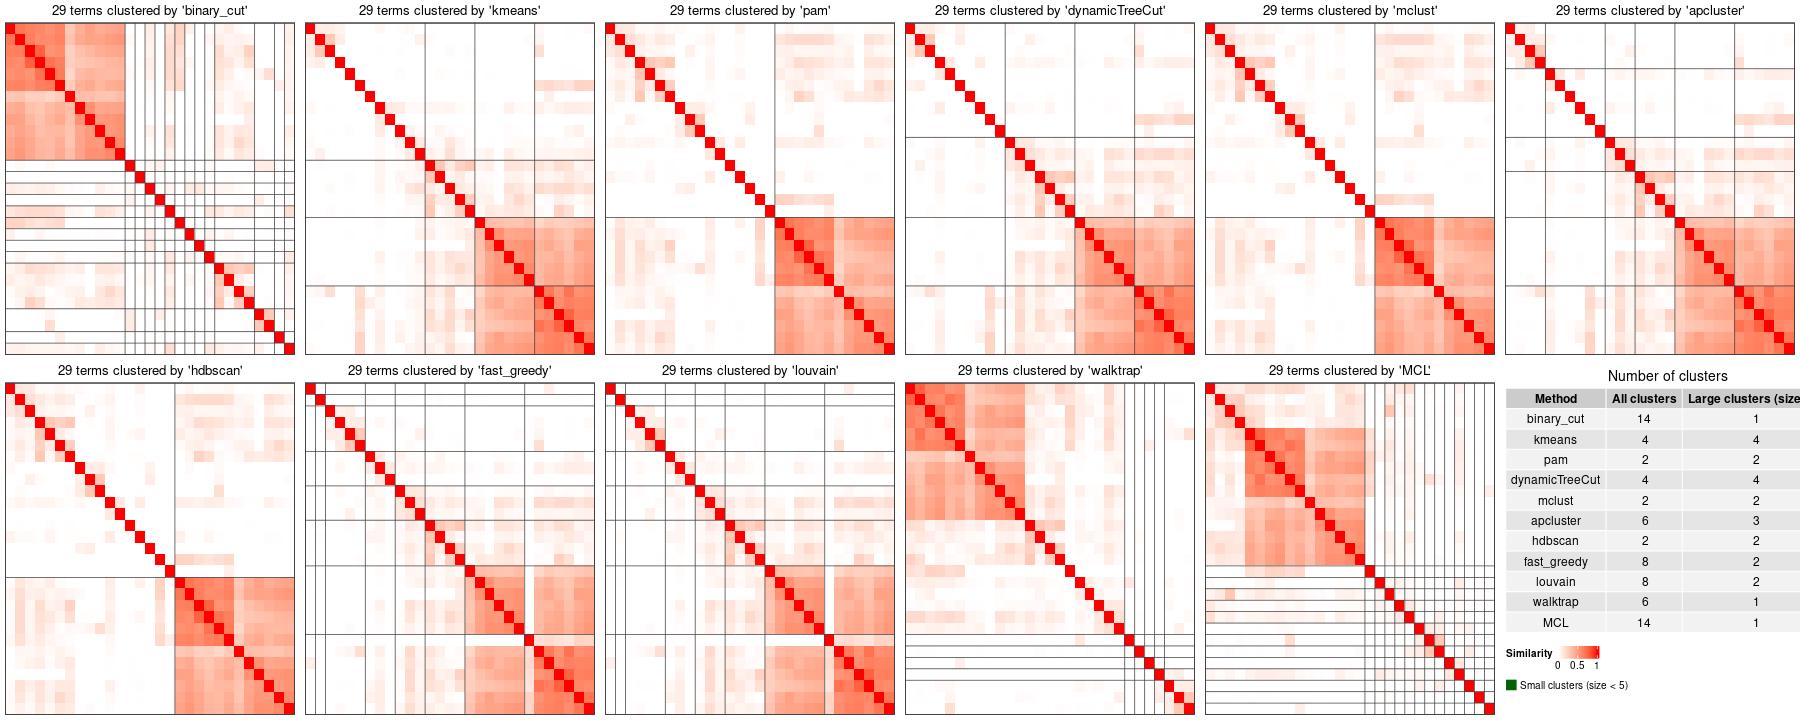 29 terms clustered by 'binary_cut'
29 terms clustered by 'kmeans'
29 terms clustered by 'pam'
29 terms clustered by 'dynamicTreeCut'
29 terms clustered by 'mclust'
29 terms clustered by 'apcluster'
29 terms clustered by 'hdbscan'
29 terms clustered by 'fast_greedy'
29 terms clustered by 'louvain'
29 terms clustered by 'walktrap'
29 terms clustered by 'MCL'
Number of clusters
Method All clusters Large clusters (size
binary_cut 14 1
kmeans 4 4
pam 2 2
dynamicTreeCut 4 4
mclust 2 2
apcluster 6 3
hdbscan 2 2
fast_greedy 8 2
louvain 8 2
walktrap 6 1
MCL 14 1
Similarity
0 0.5 1
Small clusters (size < 5)